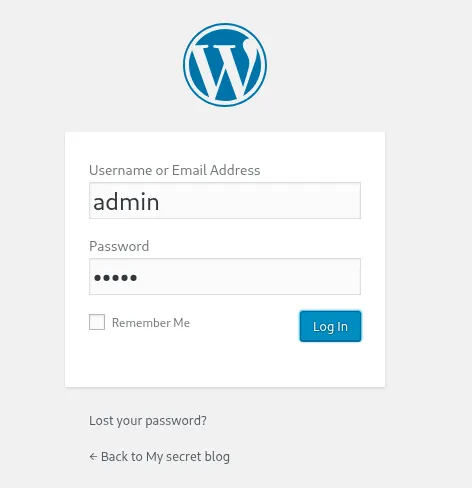 Username or Email Address
admin
Password
•••••
Remember Me
Log In
Lost your password?
← Back to My secret blog